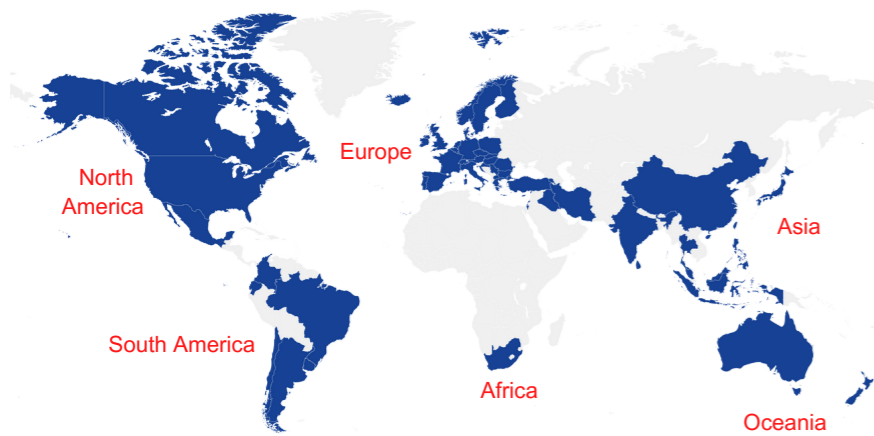 Europe
North
America
Asia
South America
Africa
Oceania